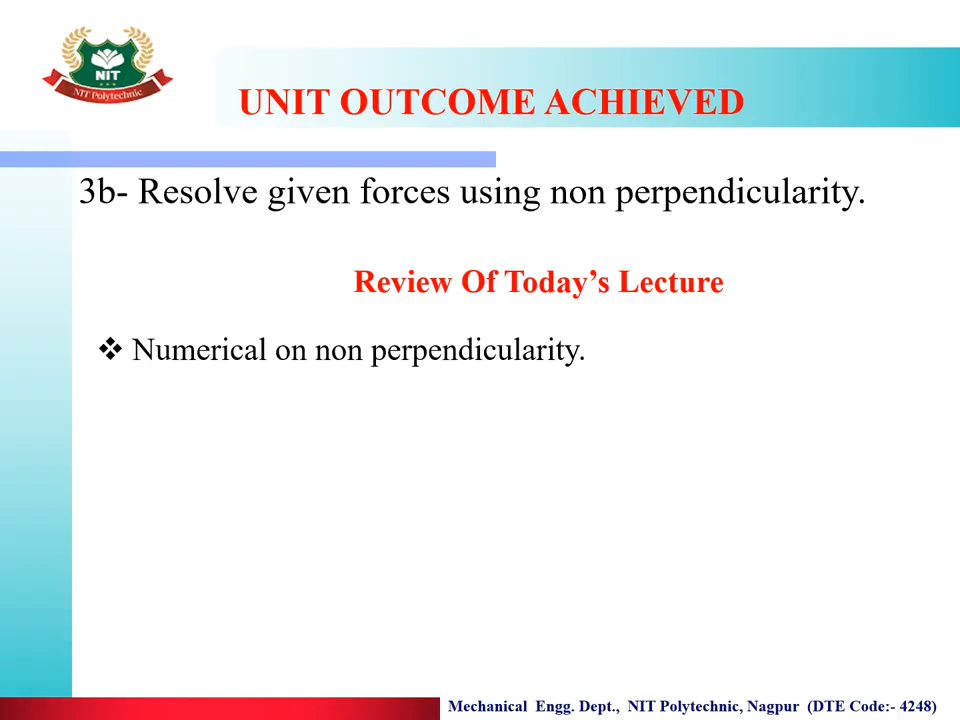 NIT
NIT Polytechnic
UNIT OUTCOME ACHIEVED
3b- Resolve given forces using non perpendicularity.
Review Of Today’s Lecture
❖ Numerical on non perpendicularity.
Mechanical Engg. Dept., NIT Polytechnic, Nagpur (DTE Code:- 4248)